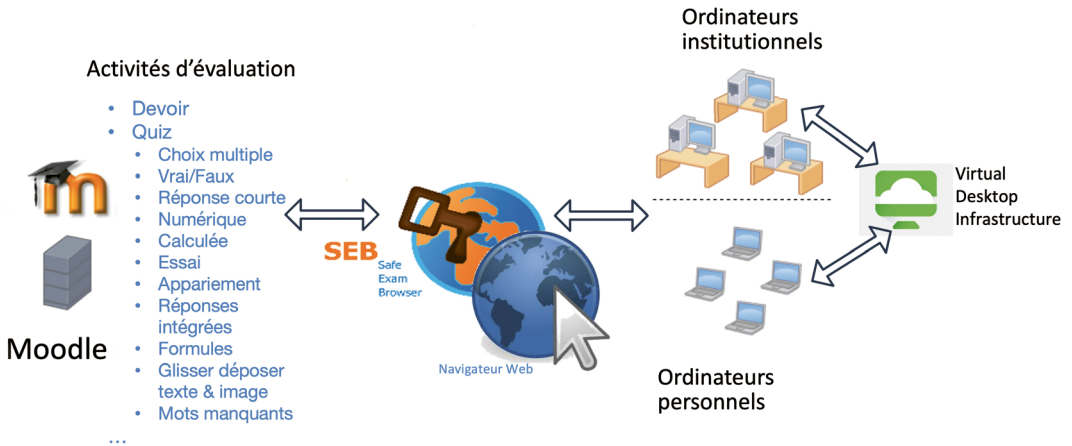 Activités d’évaluation
• Devoir
• Quiz
• Choix multiple
• Vrai/Faux
• Réponse courte
• Numérique
• Calculée
• Essai
• Appariement
• Réponses
intégrées
• Formules
• Glisser déposer
texte & image
• Mots manquants
...
m
Moodle
SEB
Safe
Exam
Browser
Navigateur Web
Ordinateurs
institutionnels
Ordinateurs
personnels
Virtual
Desktop
Infrastructure